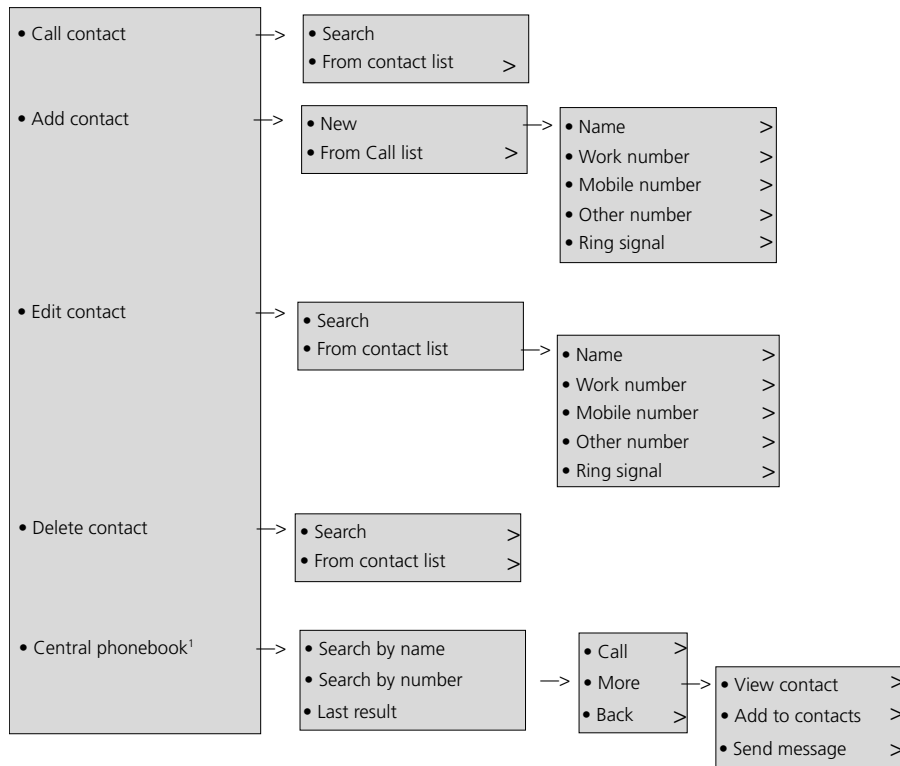 • Call contact —> • Search
• From contact list >
• Add contact —> • New —> • Name >
• From Call list > • Work number >
• Mobile number >
• Other number >
• Ring signal >
• Edit contact —> • Search
• From contact list —> • Name >
• Work number >
• Mobile number >
• Other number >
• Ring signal >
• Delete contact —> • Search >
• From contact list >
• Central phonebook¹ —> • Search by name —> • Call >
• Search by number • More —> • View contact >
• Last result • Back > • Add to contacts >
• Send message >